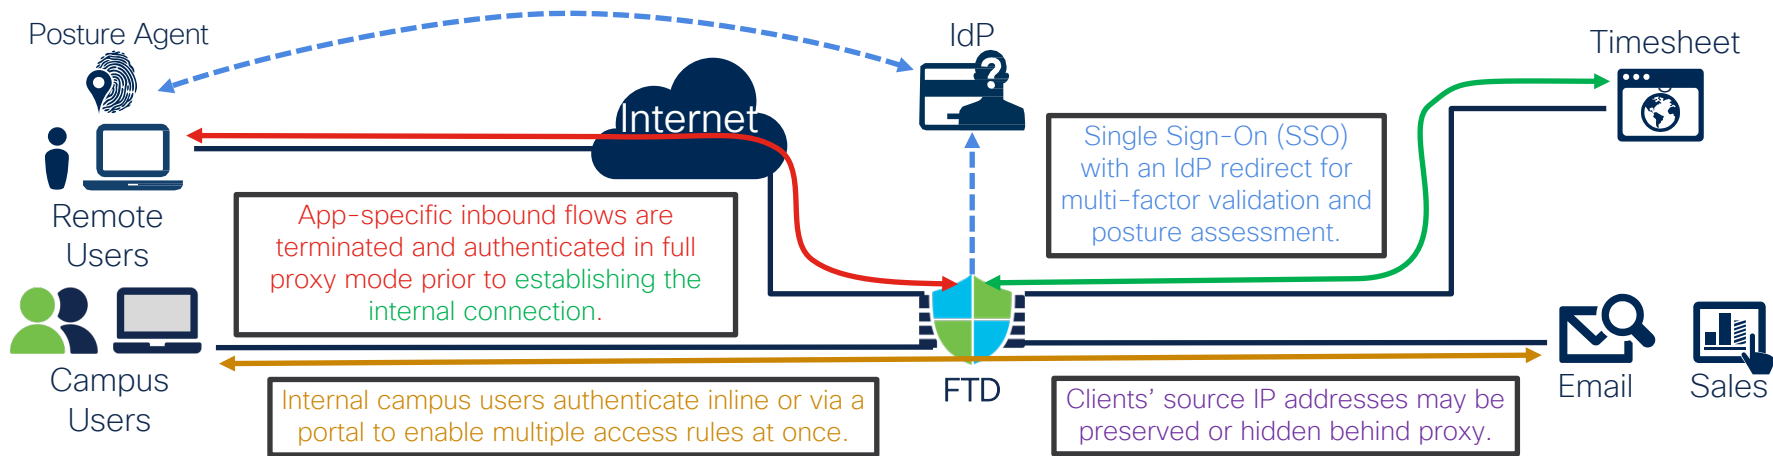 Posture Agent
IdP
Timesheet
Internet
Remote
Users
App-specific inbound flows are
terminated and authenticated in full
proxy mode prior to establishing the
internal connection.
Single Sign-On (SSO)
with an IdP redirect for
multi-factor validation and
posture assessment.
Campus
Users
Internal campus users authenticate inline or via a
portal to enable multiple access rules at once.
FTD
Clients' source IP addresses may be
preserved or hidden behind proxy.
Email
Sales
?